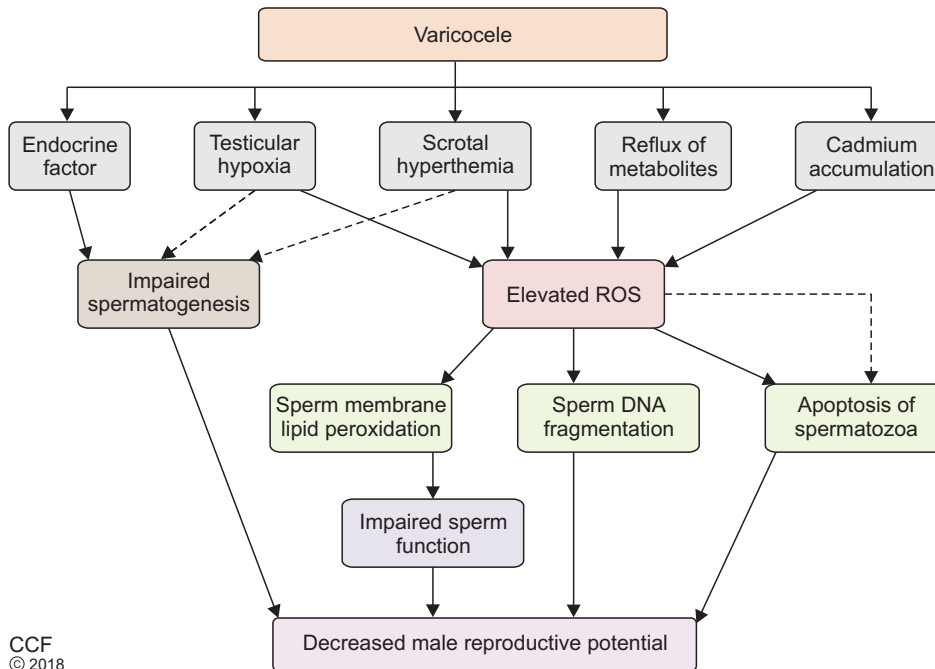 Varicocele
Endocrine
factor
Testicular
hypoxia
Scrotal
hyperthemia
Reflux of
metabolites
Cadmium
accumulation
Impaired
spermatogenesis
Elevated ROS
Sperm membrane
lipid peroxidation
Sperm DNA
fragmentation
Apoptosis of
spermatozoa
Impaired sperm
function
Decreased male reproductive potential
CCF
© 2018